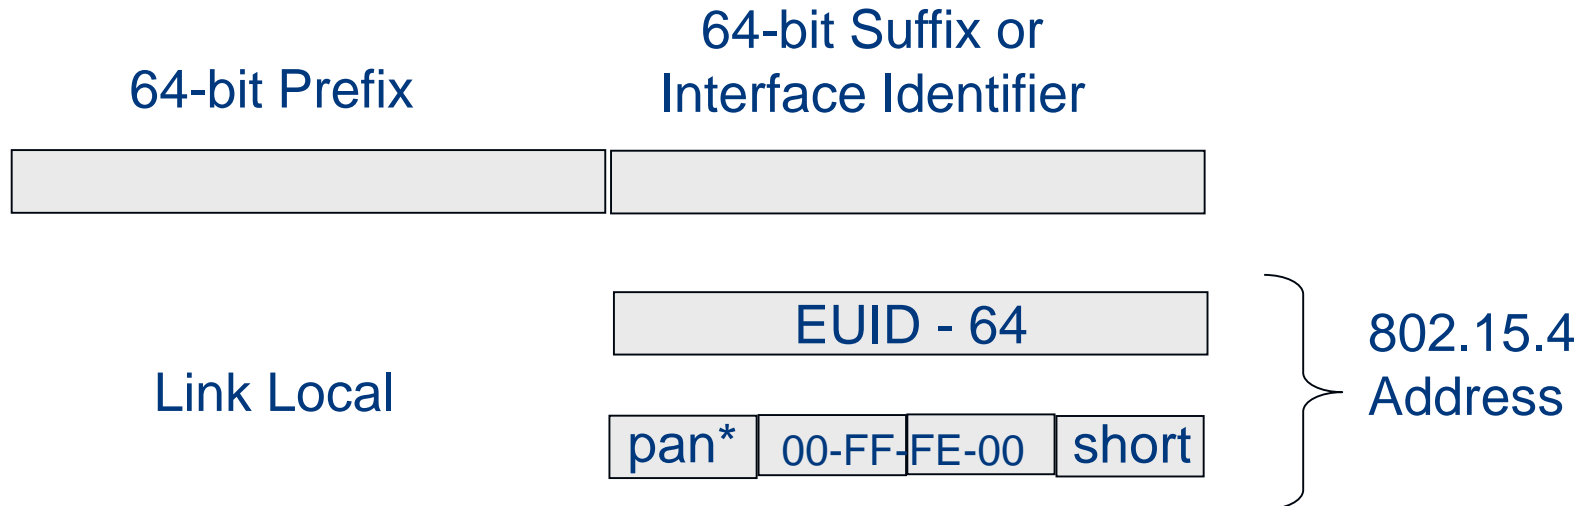 64-bit Prefix
64-bit Suffix or
Interface Identifier
EUID - 64
Link Local
pan* 00-FF-FE-00 short
802.15.4
Address